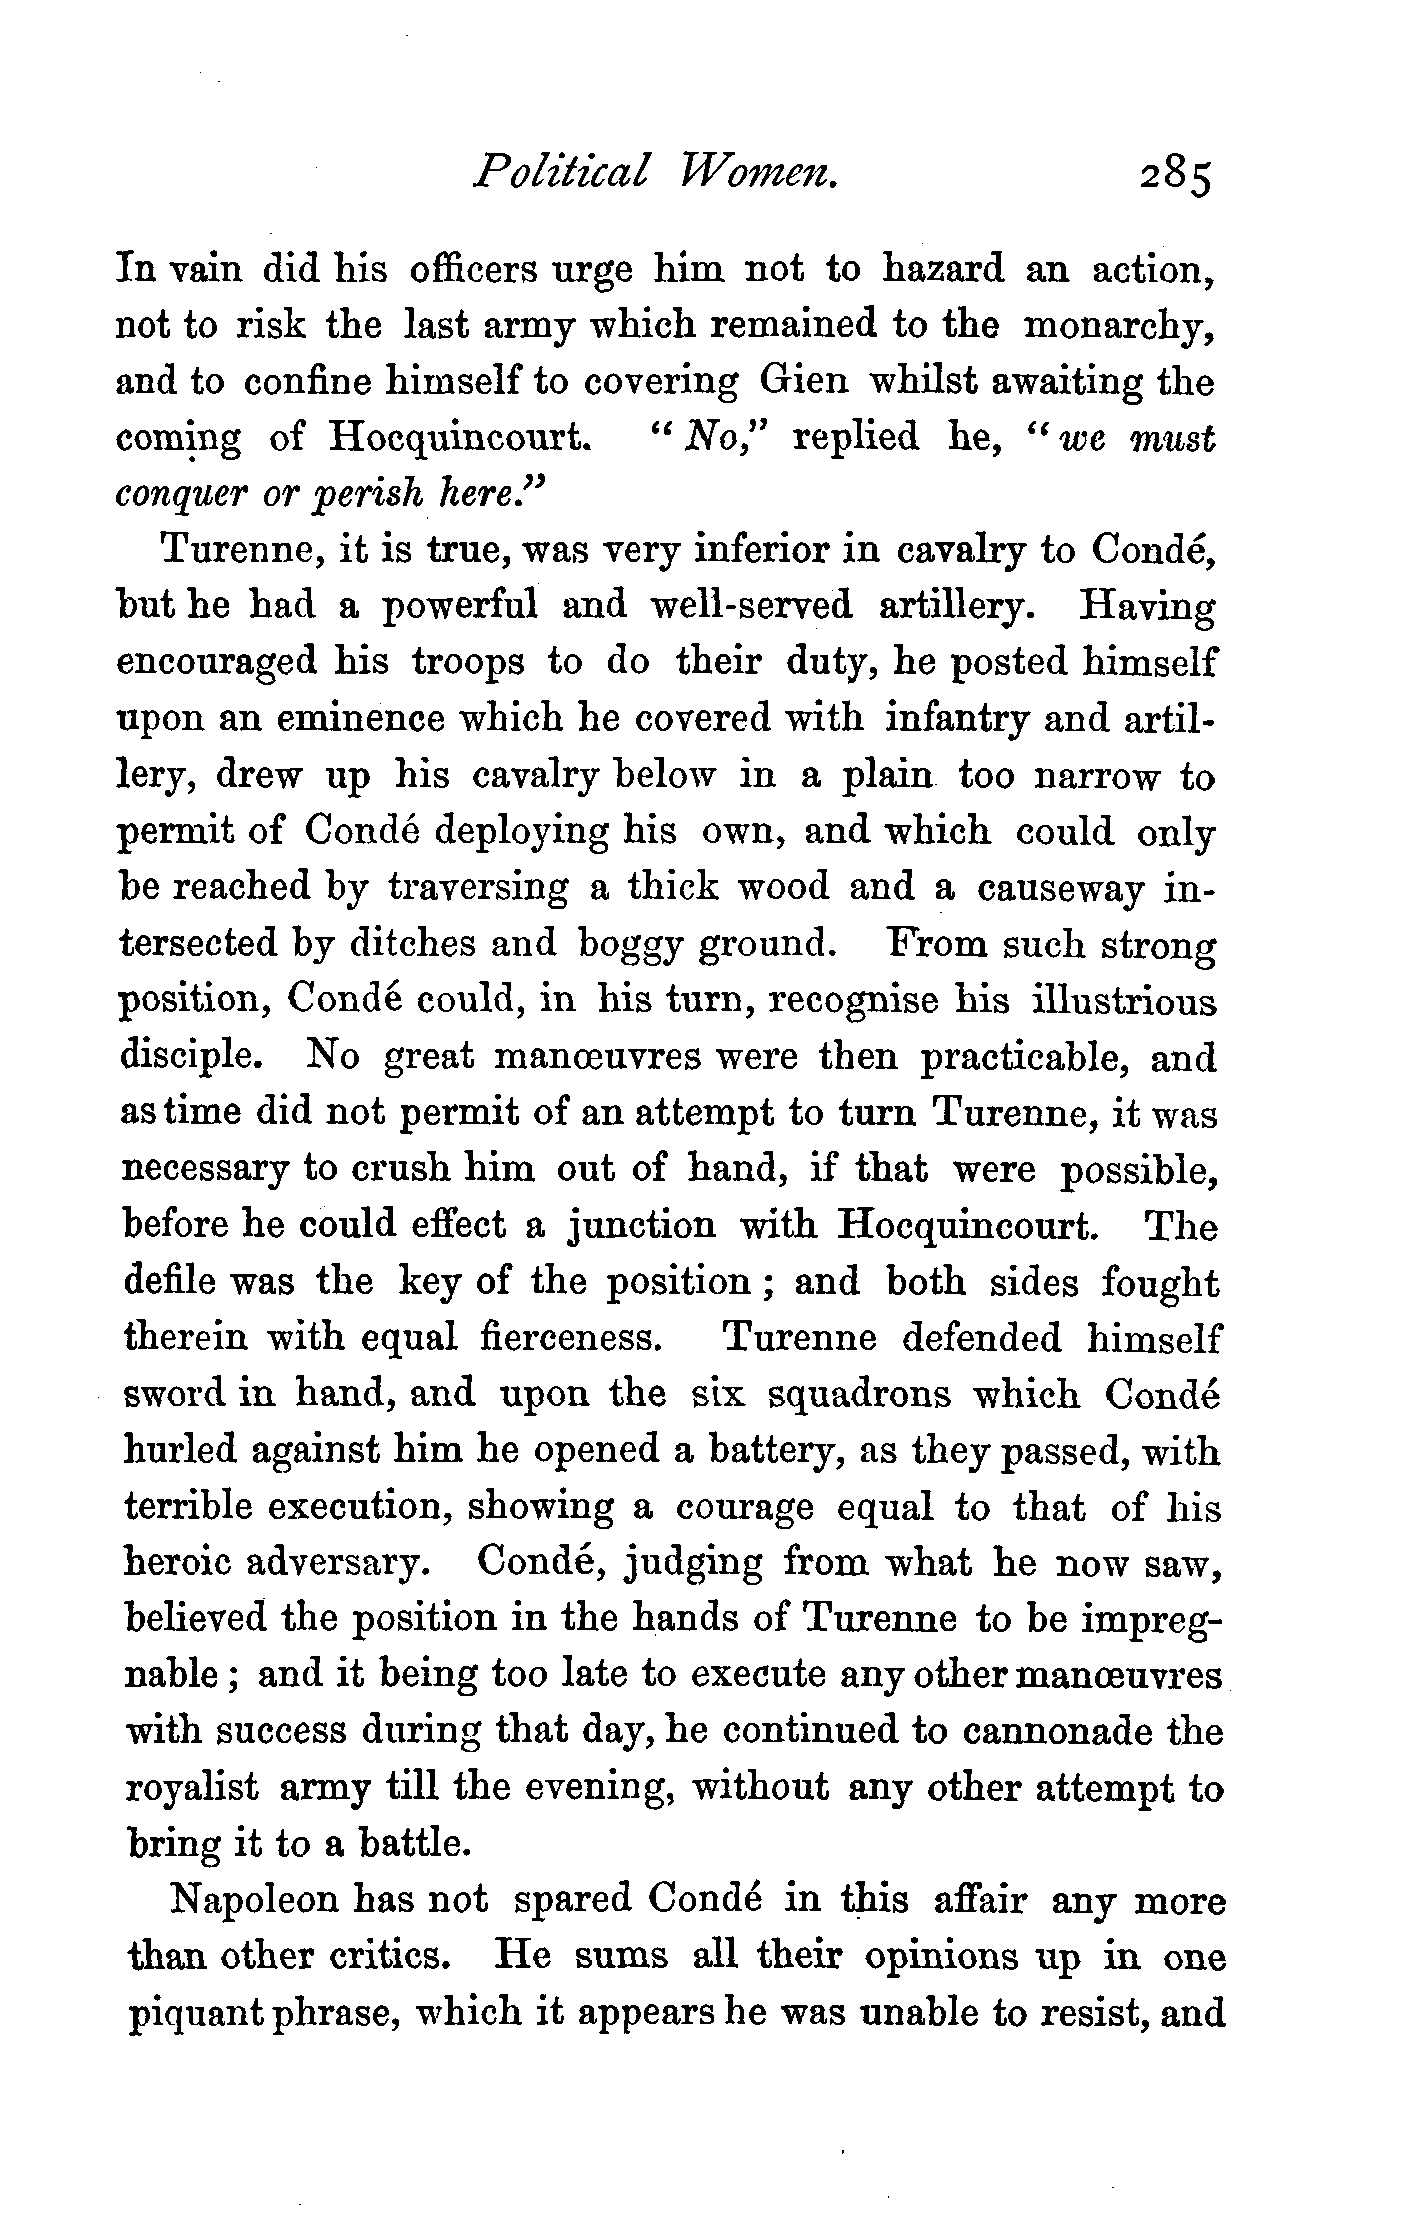 Political Women. 285
In vain did his officers urge him not to hazard an action,
not to risk the last army which remained to the monarchy,
and to confine himself to covering Gien whilst awaiting the
coming of Hocquincourt. “No,” replied he, “we must
conquer or perish here.”
Turenne, it is true, was very inferior in cavalry to Condé,
but he had a powerful and well-served artillery. Having
encouraged his troops to do their duty, he posted himself
upon an eminence which he covered with infantry and artil-
lery, drew up his cavalry below in a plain too narrow to
permit of Condé deploying his own, and which could only
be reached by traversing a thick wood and a causeway in-
tersected by ditches and boggy ground. From such strong
position, Condé could, in his turn, recognise his illustrious
disciple. No great manœuvres were then practicable, and
as time did not permit of an attempt to turn Turenne, it was
necessary to crush him out of hand, if that were possible,
before he could effect a junction with Hocquincourt. The
defile was the key of the position ; and both sides fought
therein with equal fierceness. Turenne defended himself
sword in hand, and upon the six squadrons which Condé
hurled against him he opened a battery, as they passed, with
terrible execution, showing a courage equal to that of his
heroic adversary. Condé, judging from what he now saw,
believed the position in the hands of Turenne to be impreg-
nable ; and it being too late to execute any other manœuvres
with success during that day, he continued to cannonade the
royalist army till the evening, without any other attempt to
bring it to a battle.
Napoleon has not spared Condé in this affair any more
than other critics. He sums all their opinions up in one
piquant phrase, which it appears he was unable to resist, and